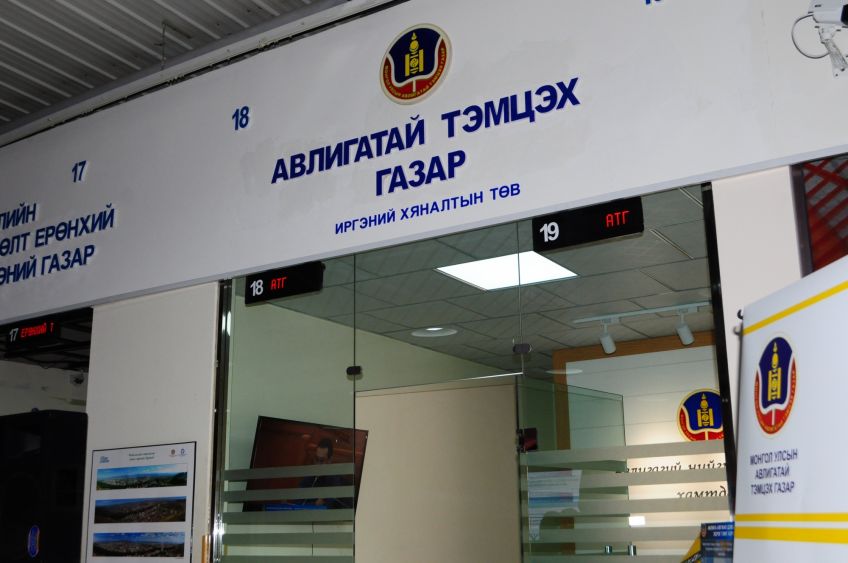 18
АВЛИГАТАЙ ТЭМЦЭХ
ГАЗАР
ИРГЭНИЙ ХЯНАЛТЫН ТӨВ
17
ЛИЙН
ӨЛТ ЕРӨНХИЙ
ЭНИЙ ГАЗАР
17 ЕРӨНХИЙ Г
18 АТГ
19 АТГ
МОНГОЛ УЛСЫН
АВЛИГАТАЙ
ТЭМЦЭХ ГАЗАР
хамтд